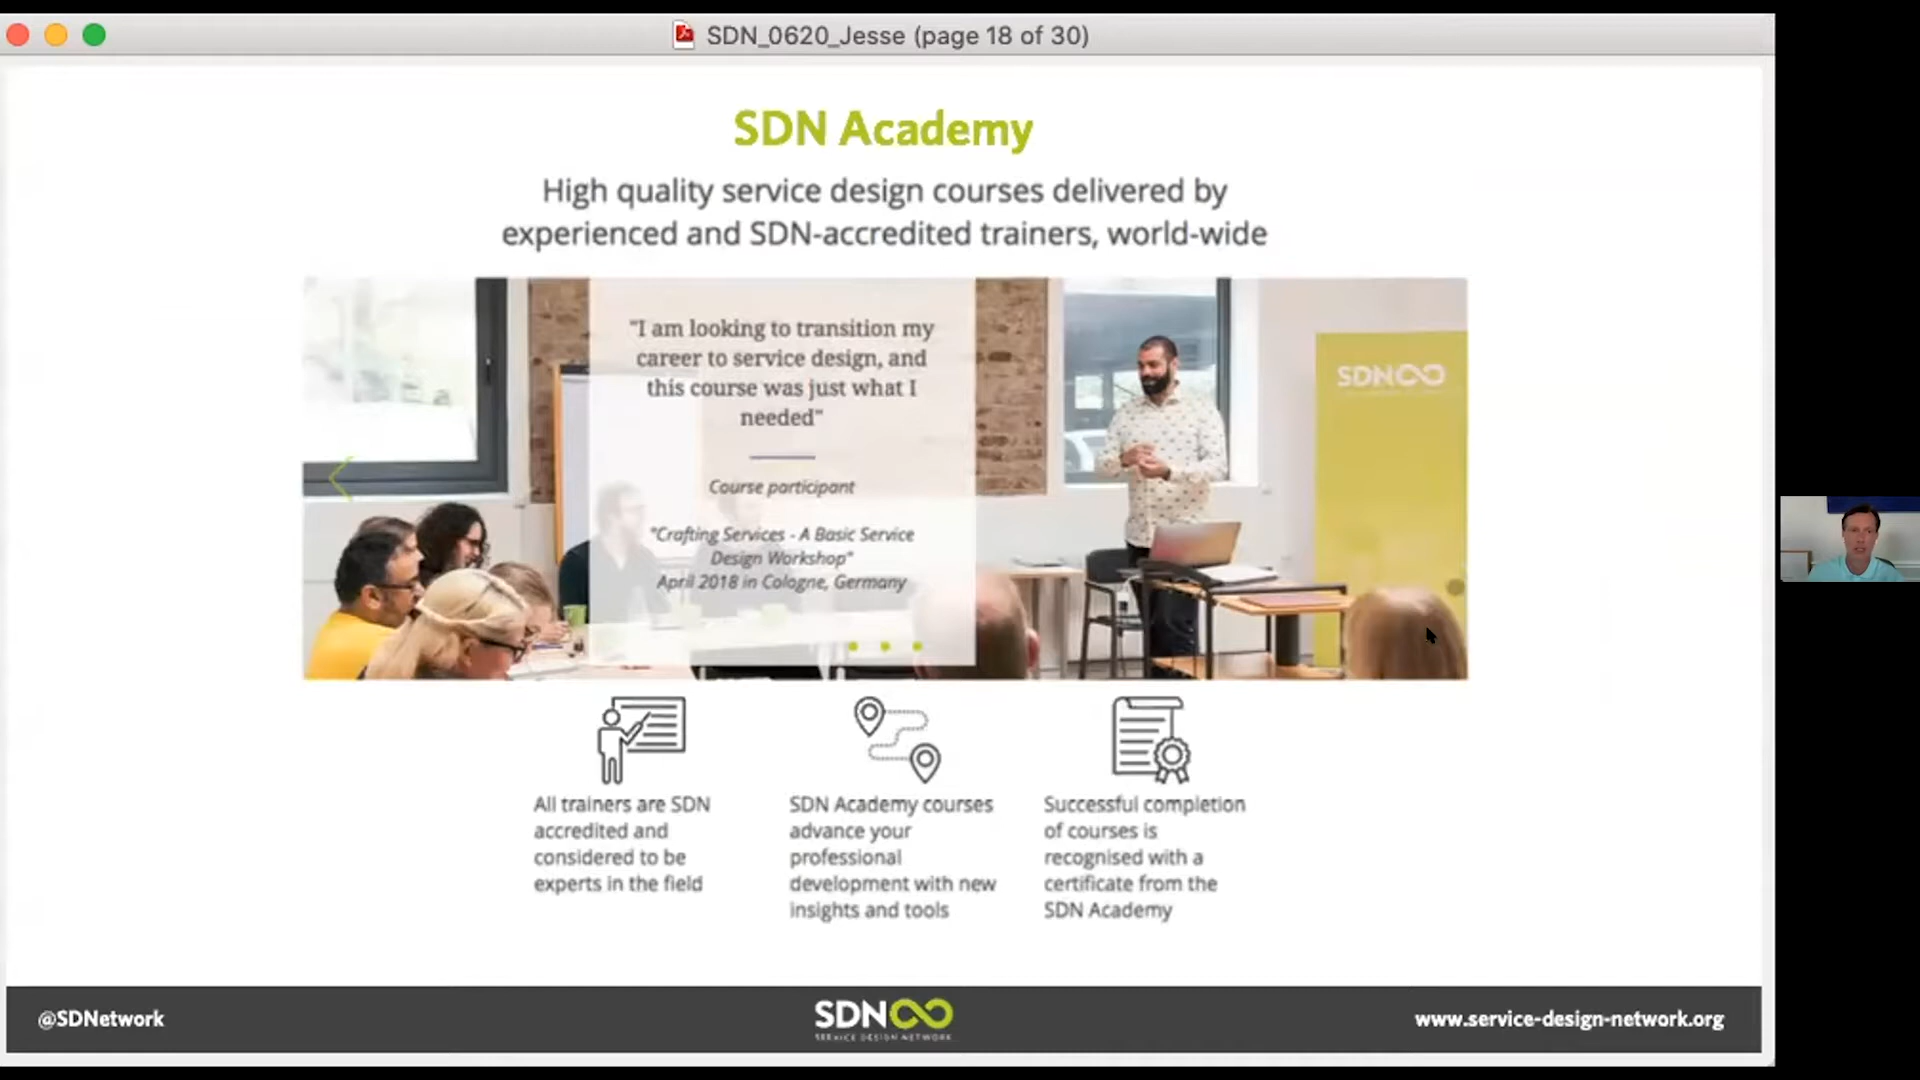 SDN_0620_Jesse (page 18 of 30)
SDN Academy
High quality service design courses delivered by
experienced and SDN-accredited trainers, world-wide
"I am looking to transition my
career to service design, and
this course was just what I
needed"
Course participant
"Crafting Services - A Basic Service
Design Workshop"
April 2018 in Cologne, Germany
SDN
All trainers are SDN
accredited and
considered to be
experts in the field
SDN Academy courses
advance your
professional
development with new
insights and tools
Successful completion
of courses is
recognised with a
certificate from the
SDN Academy
@SDNetwork
SDN
SERVICE DESIGN NETWORK
www.service-design-network.org